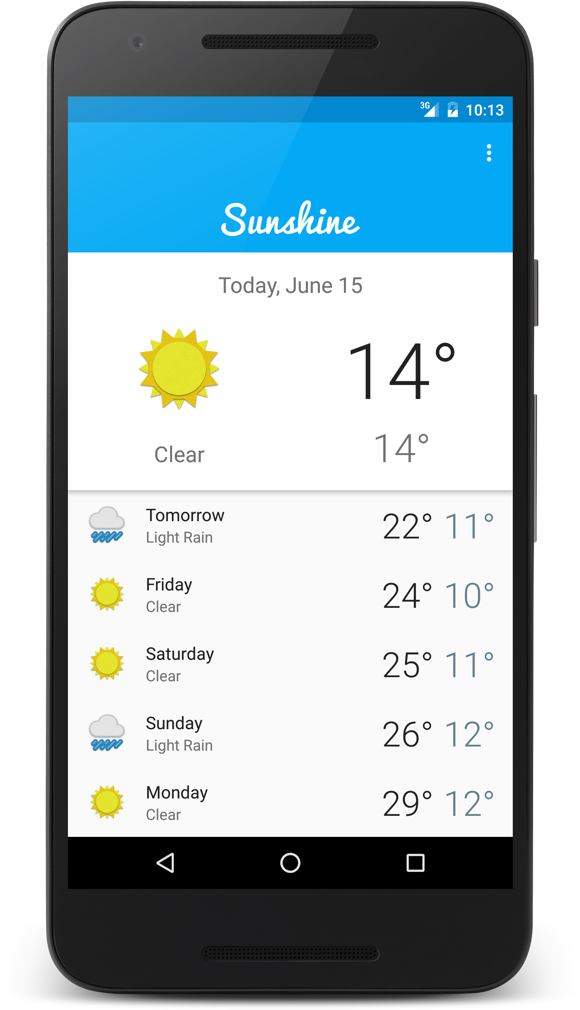 3G 10:13
Sunshine
Today, June 15
14°
Clear 14°
Tomorrow
Light Rain
22° 11°
Friday
Clear
24° 10°
Saturday
Clear
25° 11°
Sunday
Light Rain
26° 12°
Monday
Clear
29° 12°